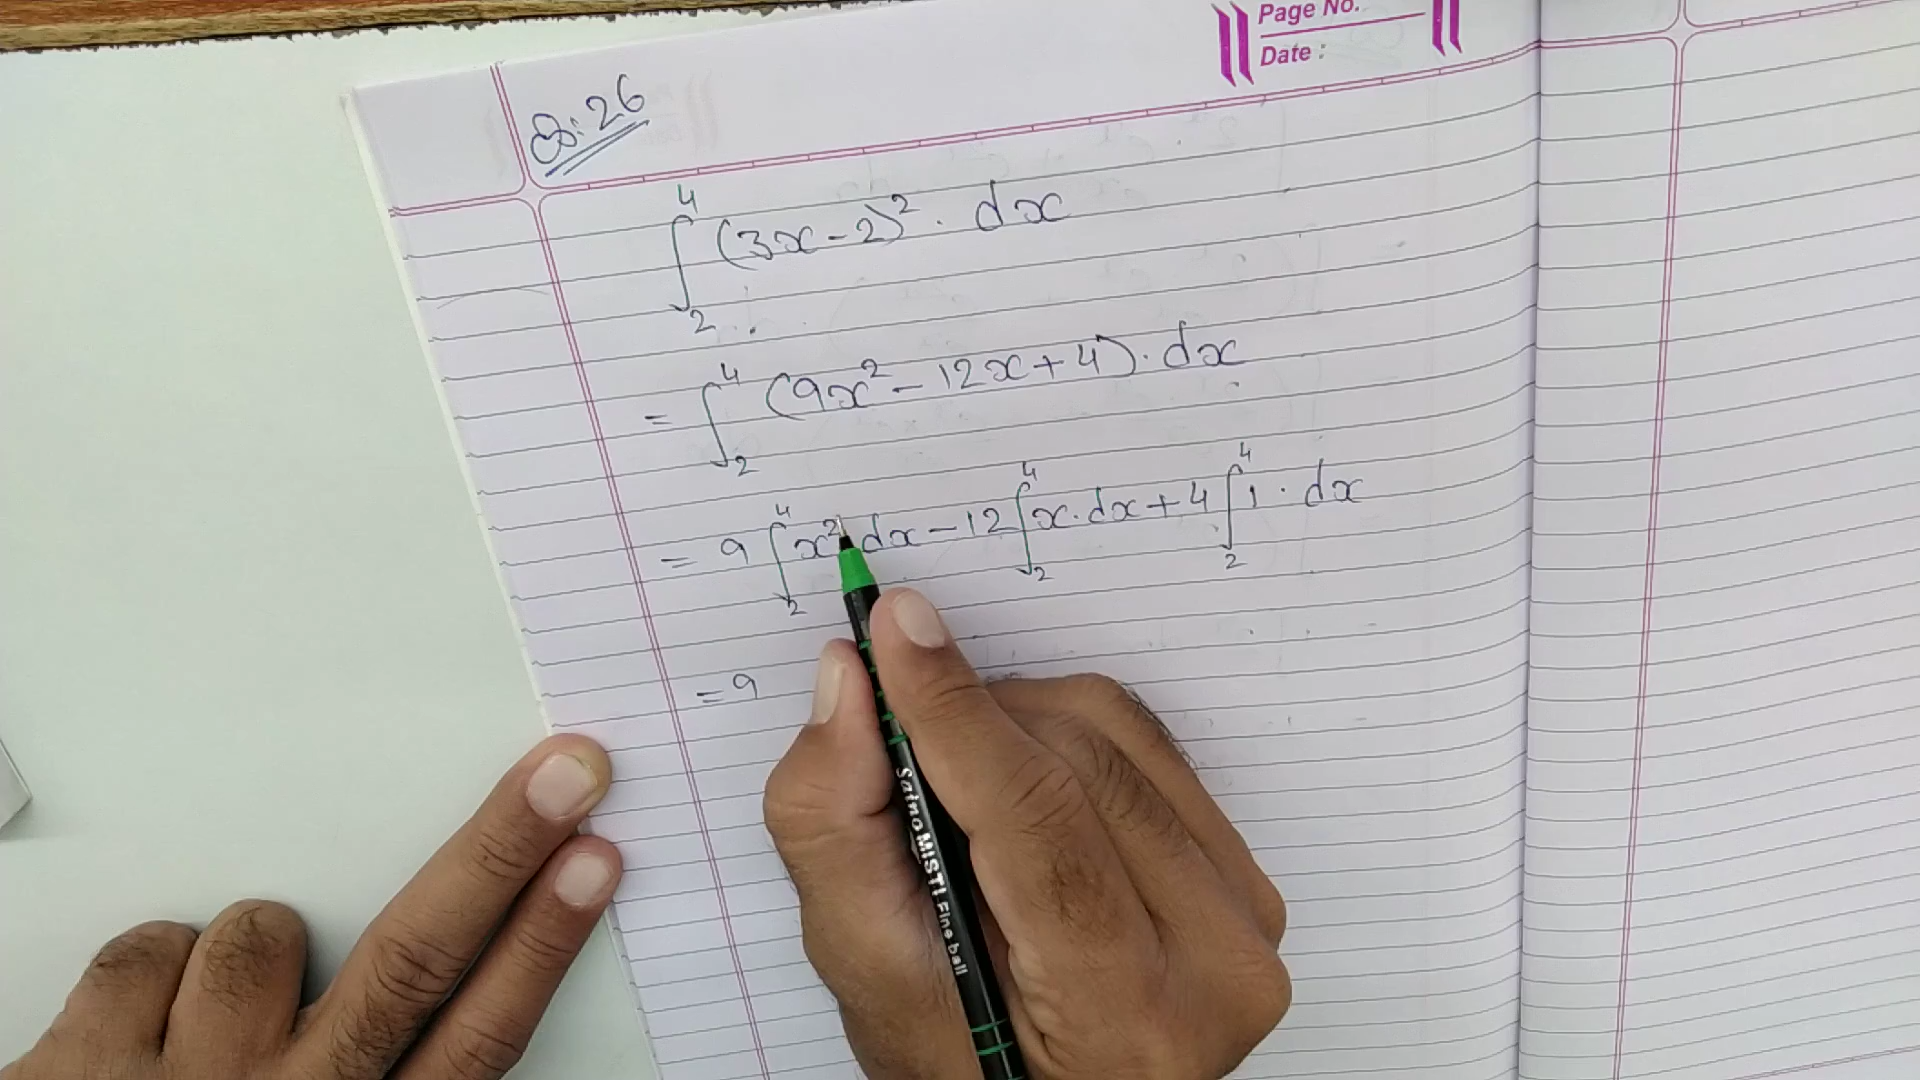 Page No.
Date :
Q: 26
∫₂⁴ (3x-2)² · dx
= ∫₂⁴ (9x² - 12x + 4) · dx
= 9 ∫₂⁴ x² dx - 12 ∫₂⁴ x · dx + 4 ∫₂⁴ 1 · dx
= 9
Saino MISTI Fine ball